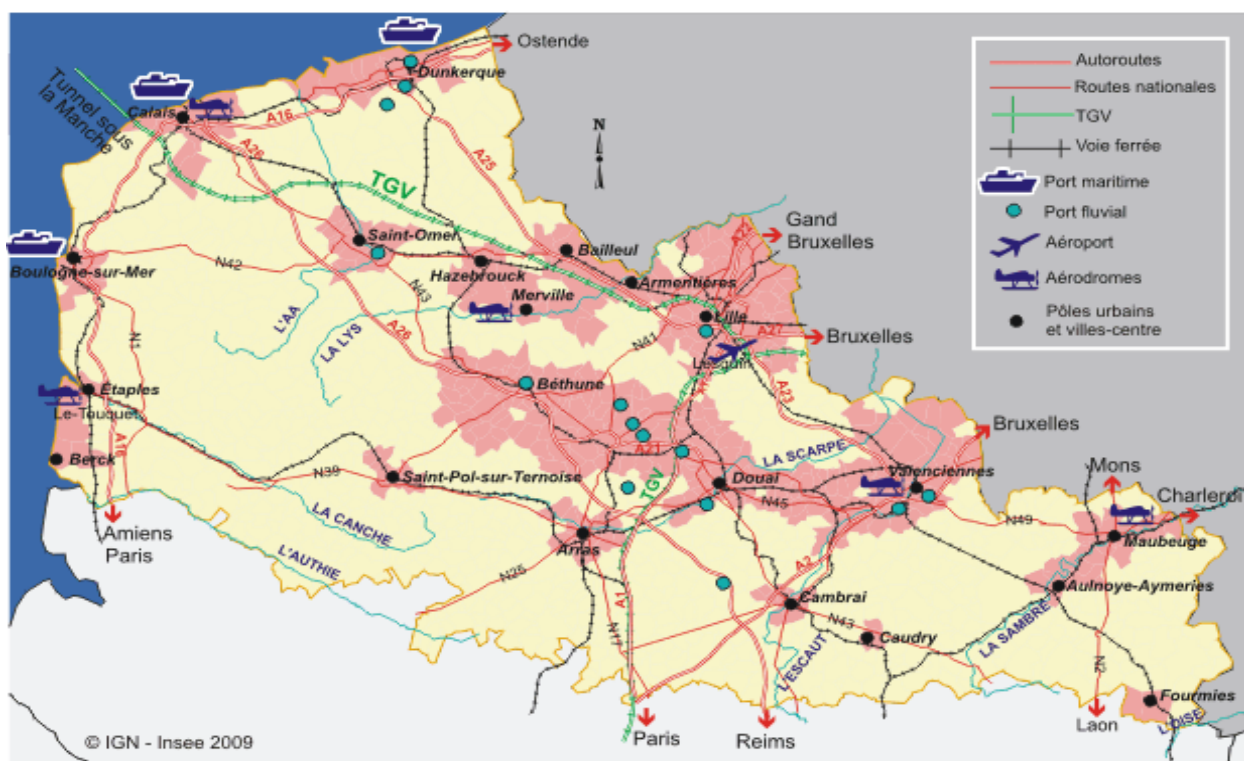 Ostende
Dunkerque
Tunnel sous
la Manche
Calais
A16
A26
A25
TGV
Autoroutes
Routes nationales
TGV
Voie ferrée
Port maritime
Port fluvial
Aéroport
Aérodromes
Pôles urbains
et villes-centre
N
Gand
Bruxelles
A22
Saint-Omer
Bailleul
Boulogne-sur-Mer
N42
Hazebrouck
Armentières
N43
Merville
Lille
L'AA
LA LYS
A26
N41
A27
Bruxelles
Lesquin
N1
Étaples
Le-Touquet
Béthune
A23
A16
Berck
N39
Saint-Pol-sur-Ternoise
A21
LA SCARPE
Bruxelles
Valenciennes
Douai
TGV
N45
Mons
Charleroi
Amiens
Paris
LA CANCHE
L'AUTHIE
Arras
N49
Maubeuge
N25
A1
A2
Cambrai
Aulnoye-Aymeries
N17
N43
Caudry
LA SAMBRE
L'ESCAUT
N2
Fourmies
L'OISE
Paris
Reims
Laon
© IGN - Insee 2009